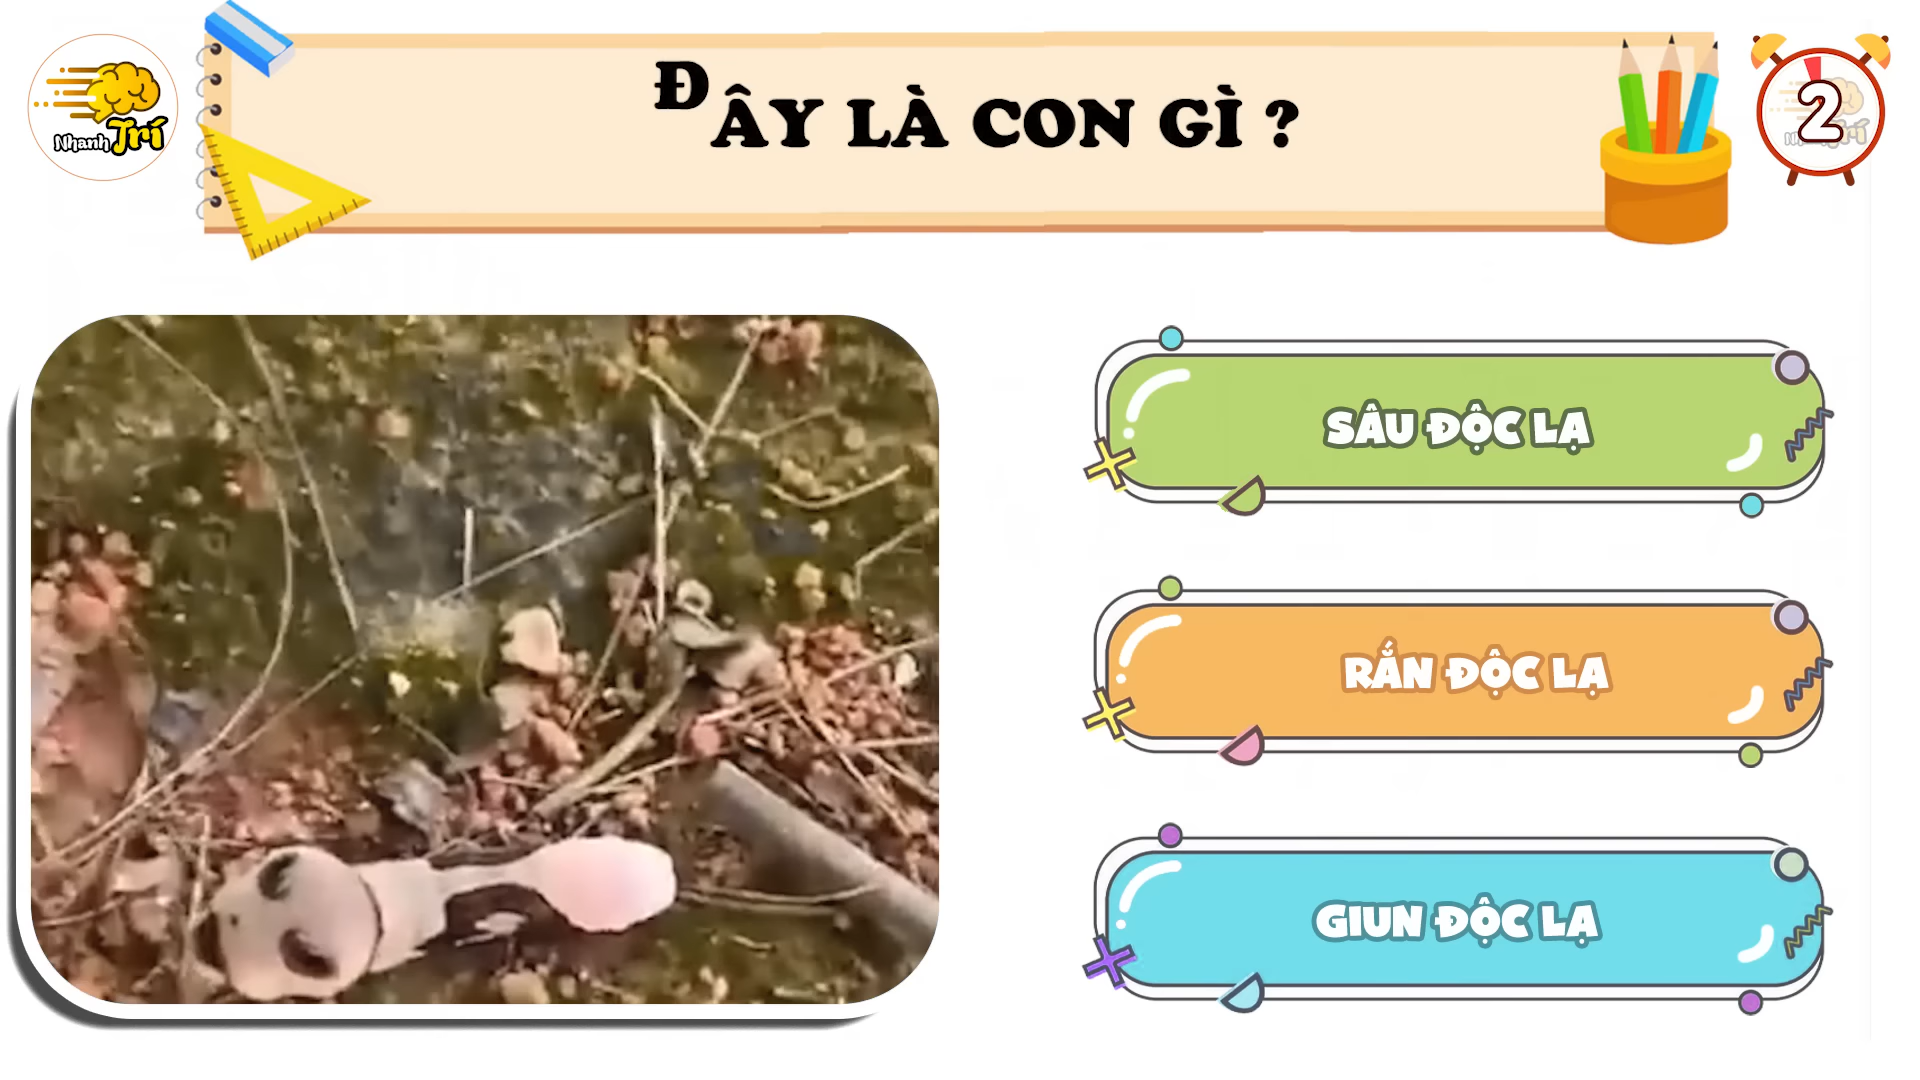 Nhanh Trí
ĐÂY LÀ CON GÌ ?
2
SÂU ĐỘC LẠ
RẮN ĐỘC LẠ
GIUN ĐỘC LẠ